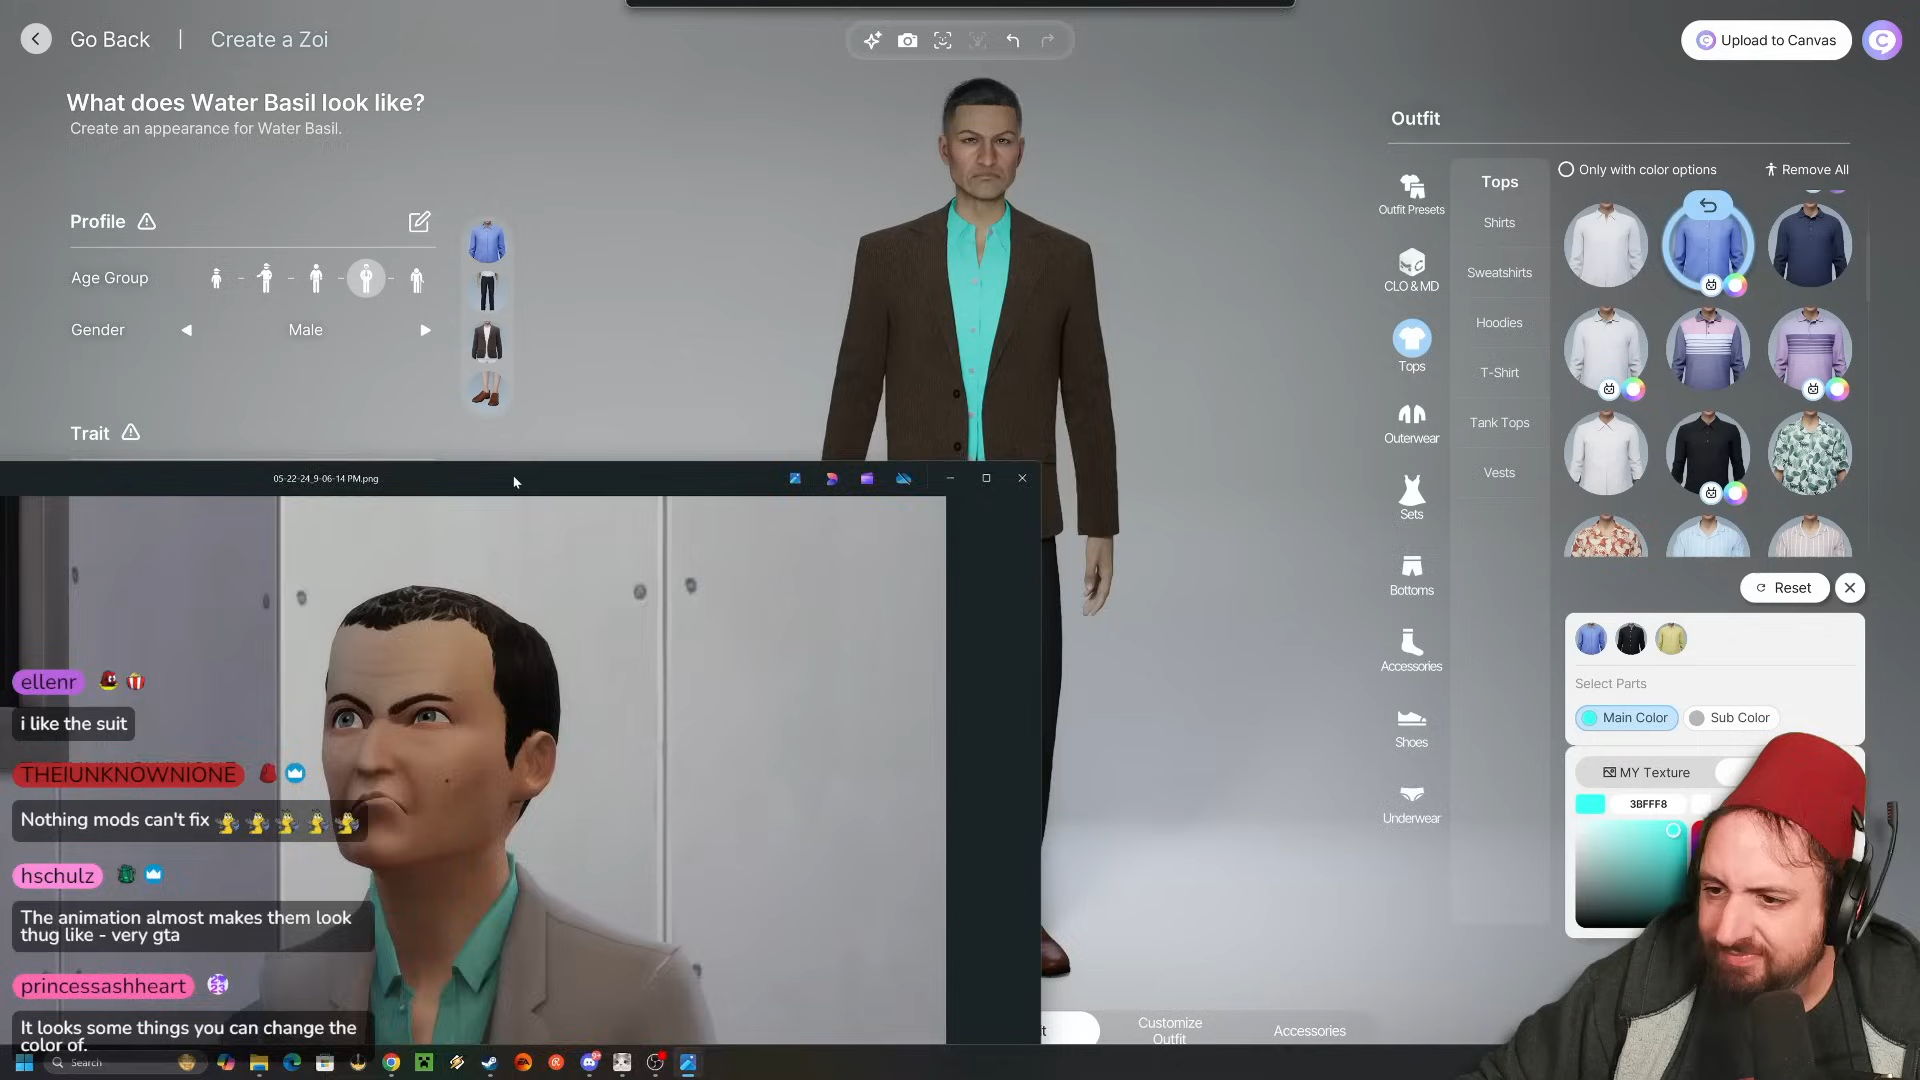 Go Back | Create a Zoi
Upload to Canvas
What does Water Basil look like?
Create an appearance for Water Basil.
Profile
Age Group
Gender
Male
Trait
Outfit
Outfit Presets
CLO & MD
Tops
Outerwear
Sets
Bottoms
Accessories
Shoes
Underwear
Tops
Shirts
Sweatshirts
Hoodies
T-Shirt
Tank Tops
Vests
Only with color options
Remove All
Reset
Select Parts
Main Color
Sub Color
MY Texture
3BFFF8
05-22-24_9-06-14 PM.png
ellenr
i like the suit
THEIUNKNOWNIONE
Nothing mods can't fix
hschulz
The animation almost makes them look
thug like - very gta
princessashheart
It looks some things you can change the
color of.
Customize
Outfit
Accessories
Search